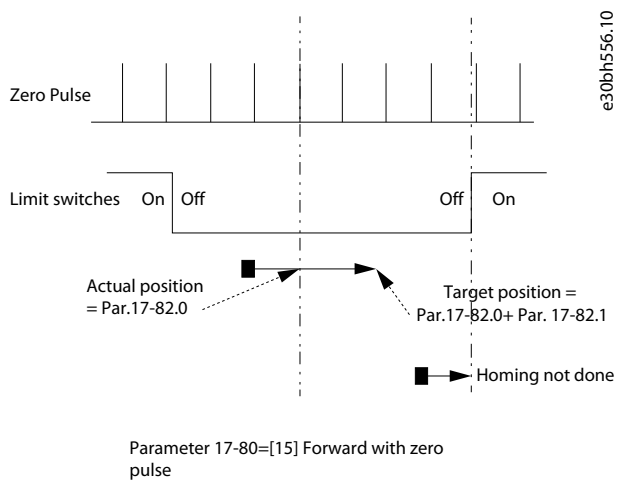 e30bh556.10
Zero Pulse
Limit switches On Off Off On
Actual position
= Par.17-82.0
Target position =
Par.17-82.0+ Par. 17-82.1
Homing not done
Parameter 17-80=[15] Forward with zero
pulse